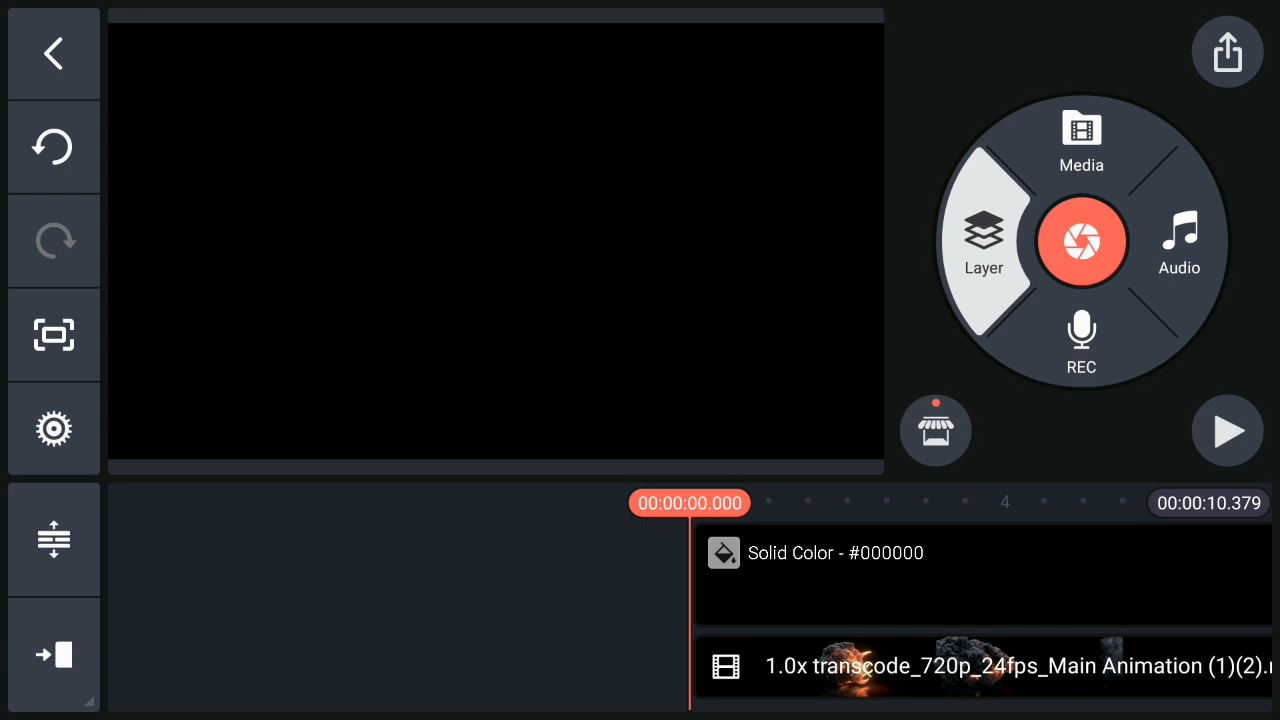 Media
Layer
Audio
REC
00:00:00.000
4
00:00:10.379
Solid Color - #000000
1.0x transcode_720p_24fps_Main Animation (1)(2).